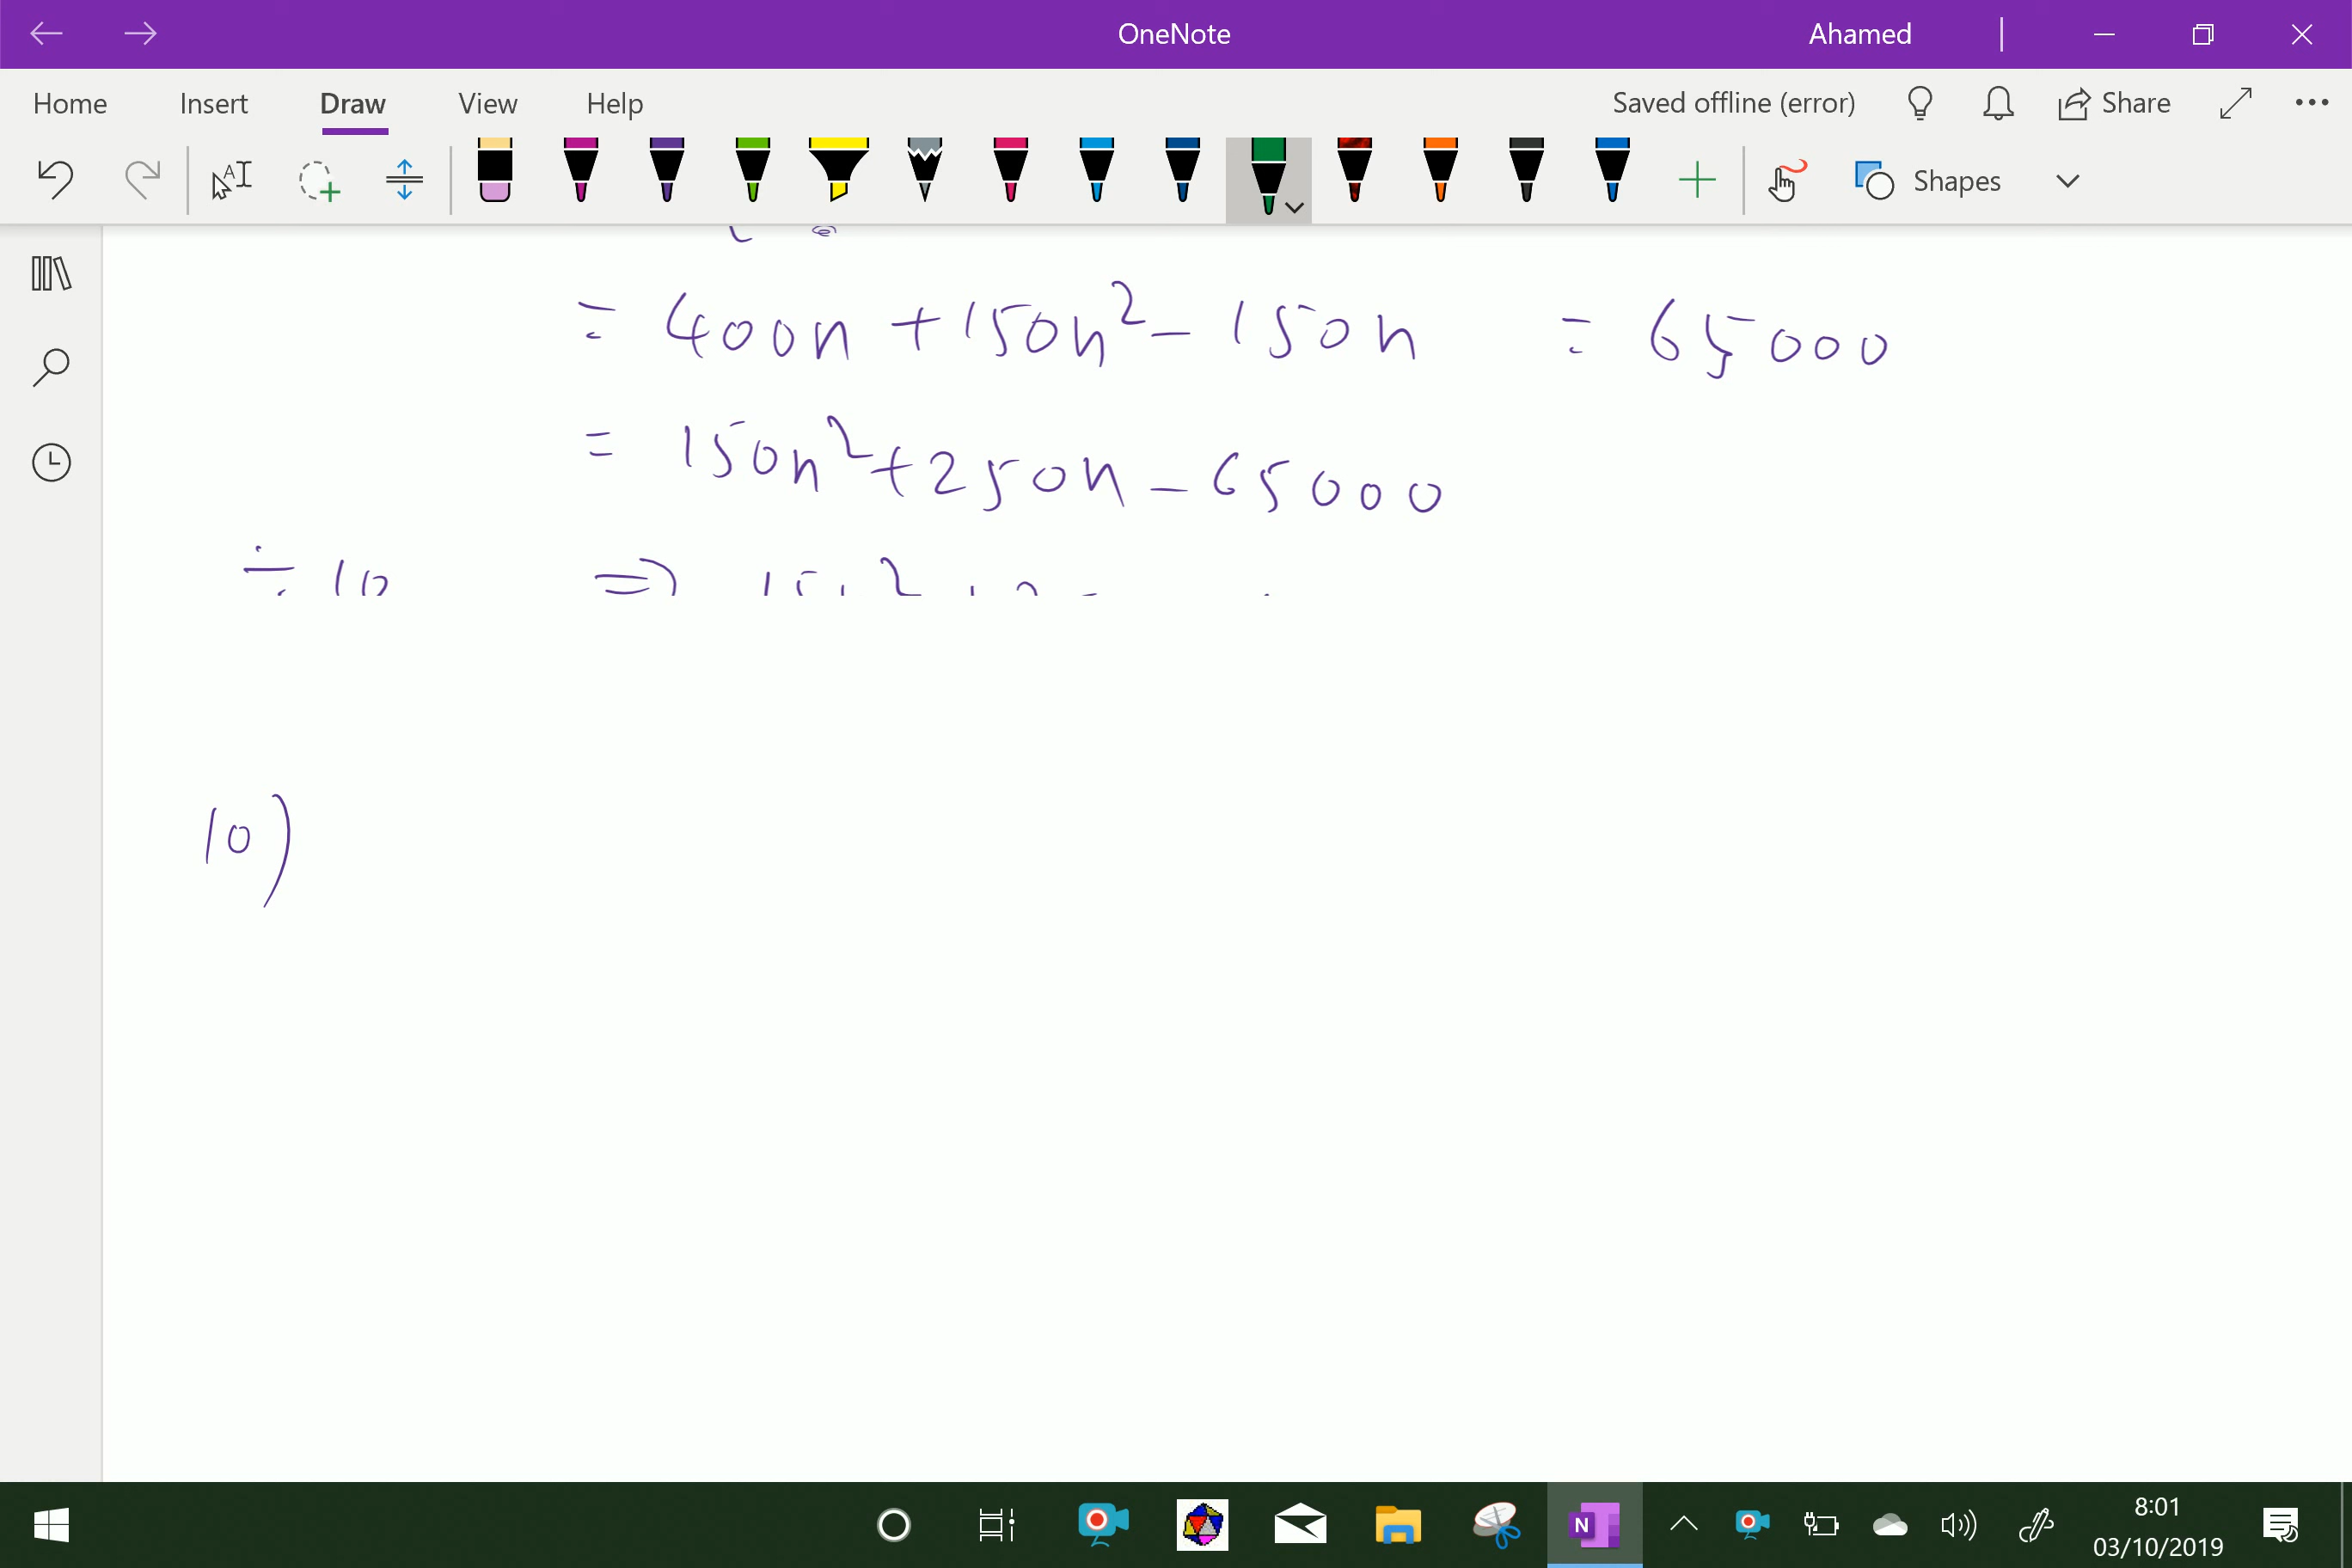 OneNote
Ahamed
Home Insert Draw View Help
Saved offline (error) Share
Shapes
= 400n + 150n² - 150n = 65000
= 150n² + 250n - 65000
÷ 10 ⇒
10)
8:01
03/10/2019